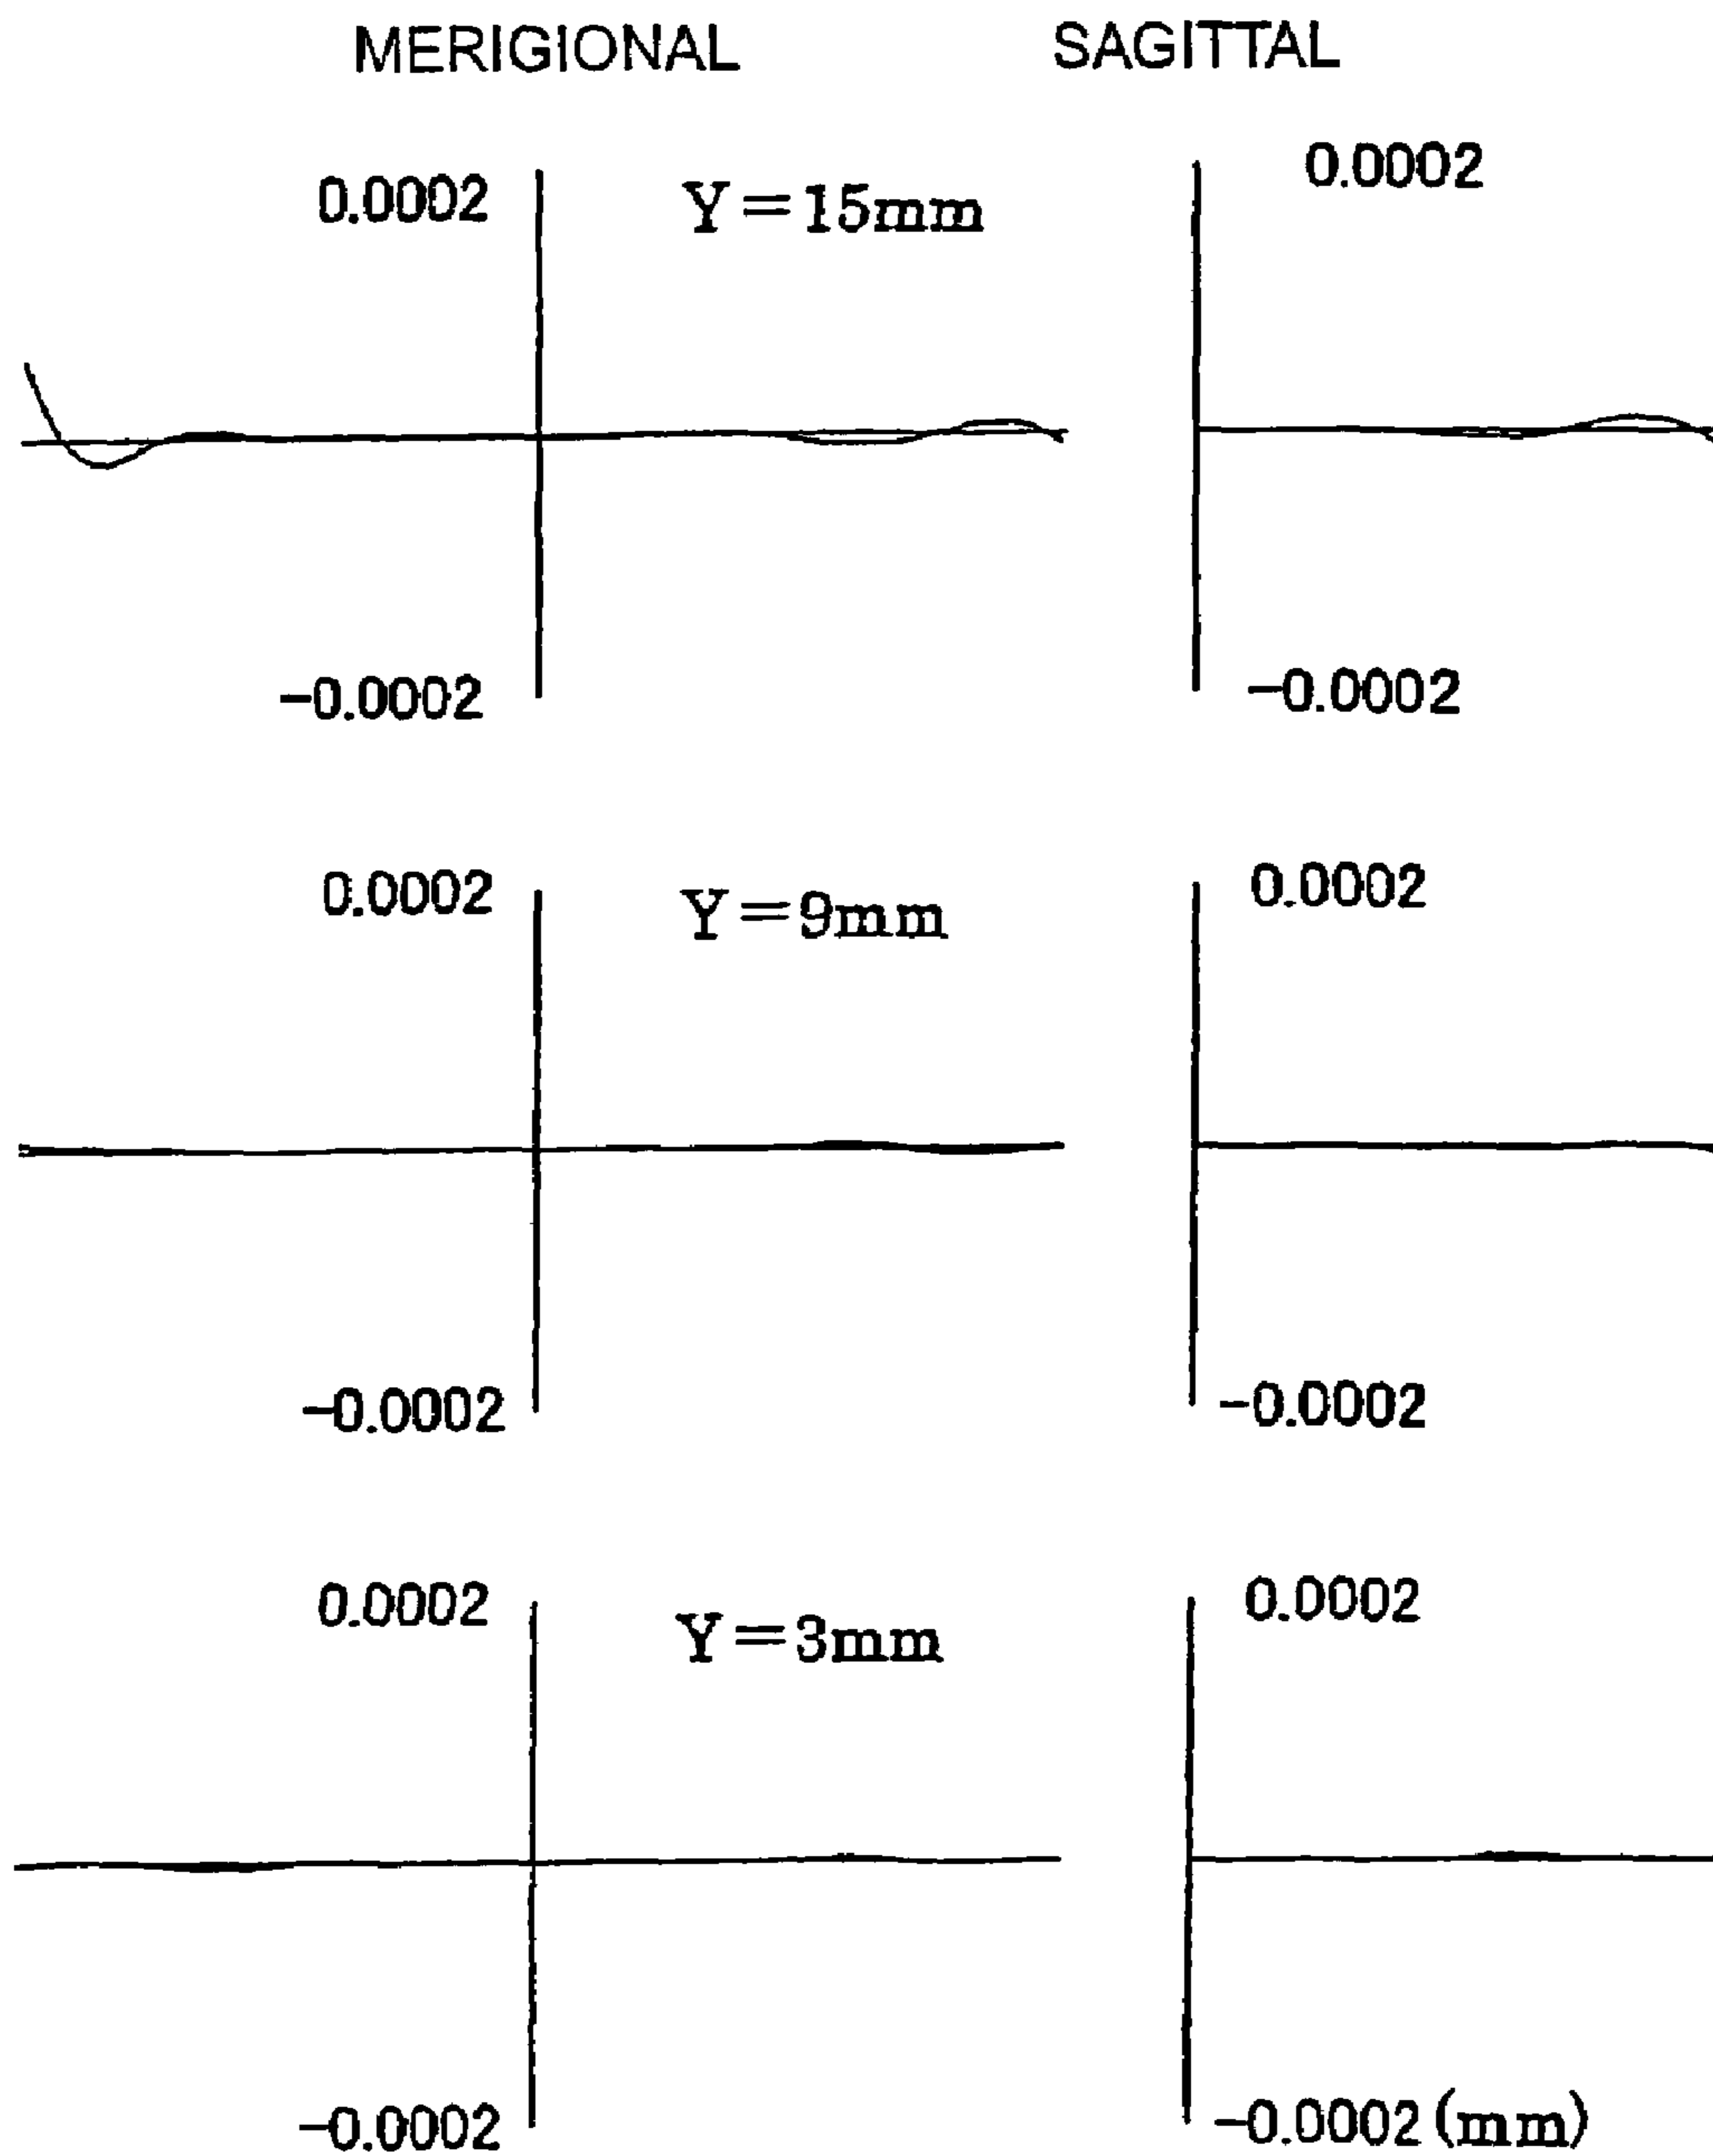 MERIGIONAL SAGITTAL
0.0002 Y=15mm 0.0002
-0.0002 -0.0002
0.0002 Y=9mm 0.0002
-0.0002 -0.0002
0.0002 Y=3mm 0.0002
-0.0002 -0.0002 (mm)